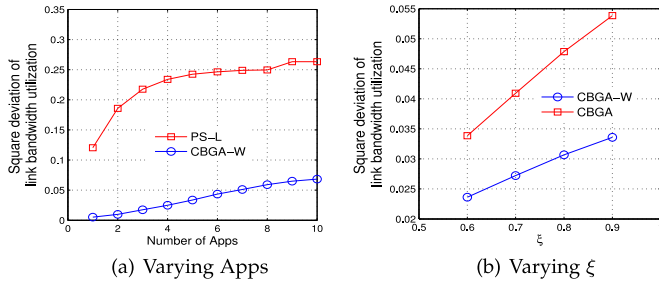 Square deviation of
link bandwidth utilization
0.35
0.3
0.25
0.2
0.15
0.1
0.05
0
0
2
4
6
8
10
Number of Apps
PS-L
CBGA-W
(a) Varying Apps
Square deviation of
link bandwidth utilization
0.055
0.05
0.045
0.04
0.035
0.03
0.025
0.02
0.5
0.6
0.7
0.8
0.9
1
ξ
CBGA-W
CBGA
(b) Varying ξ